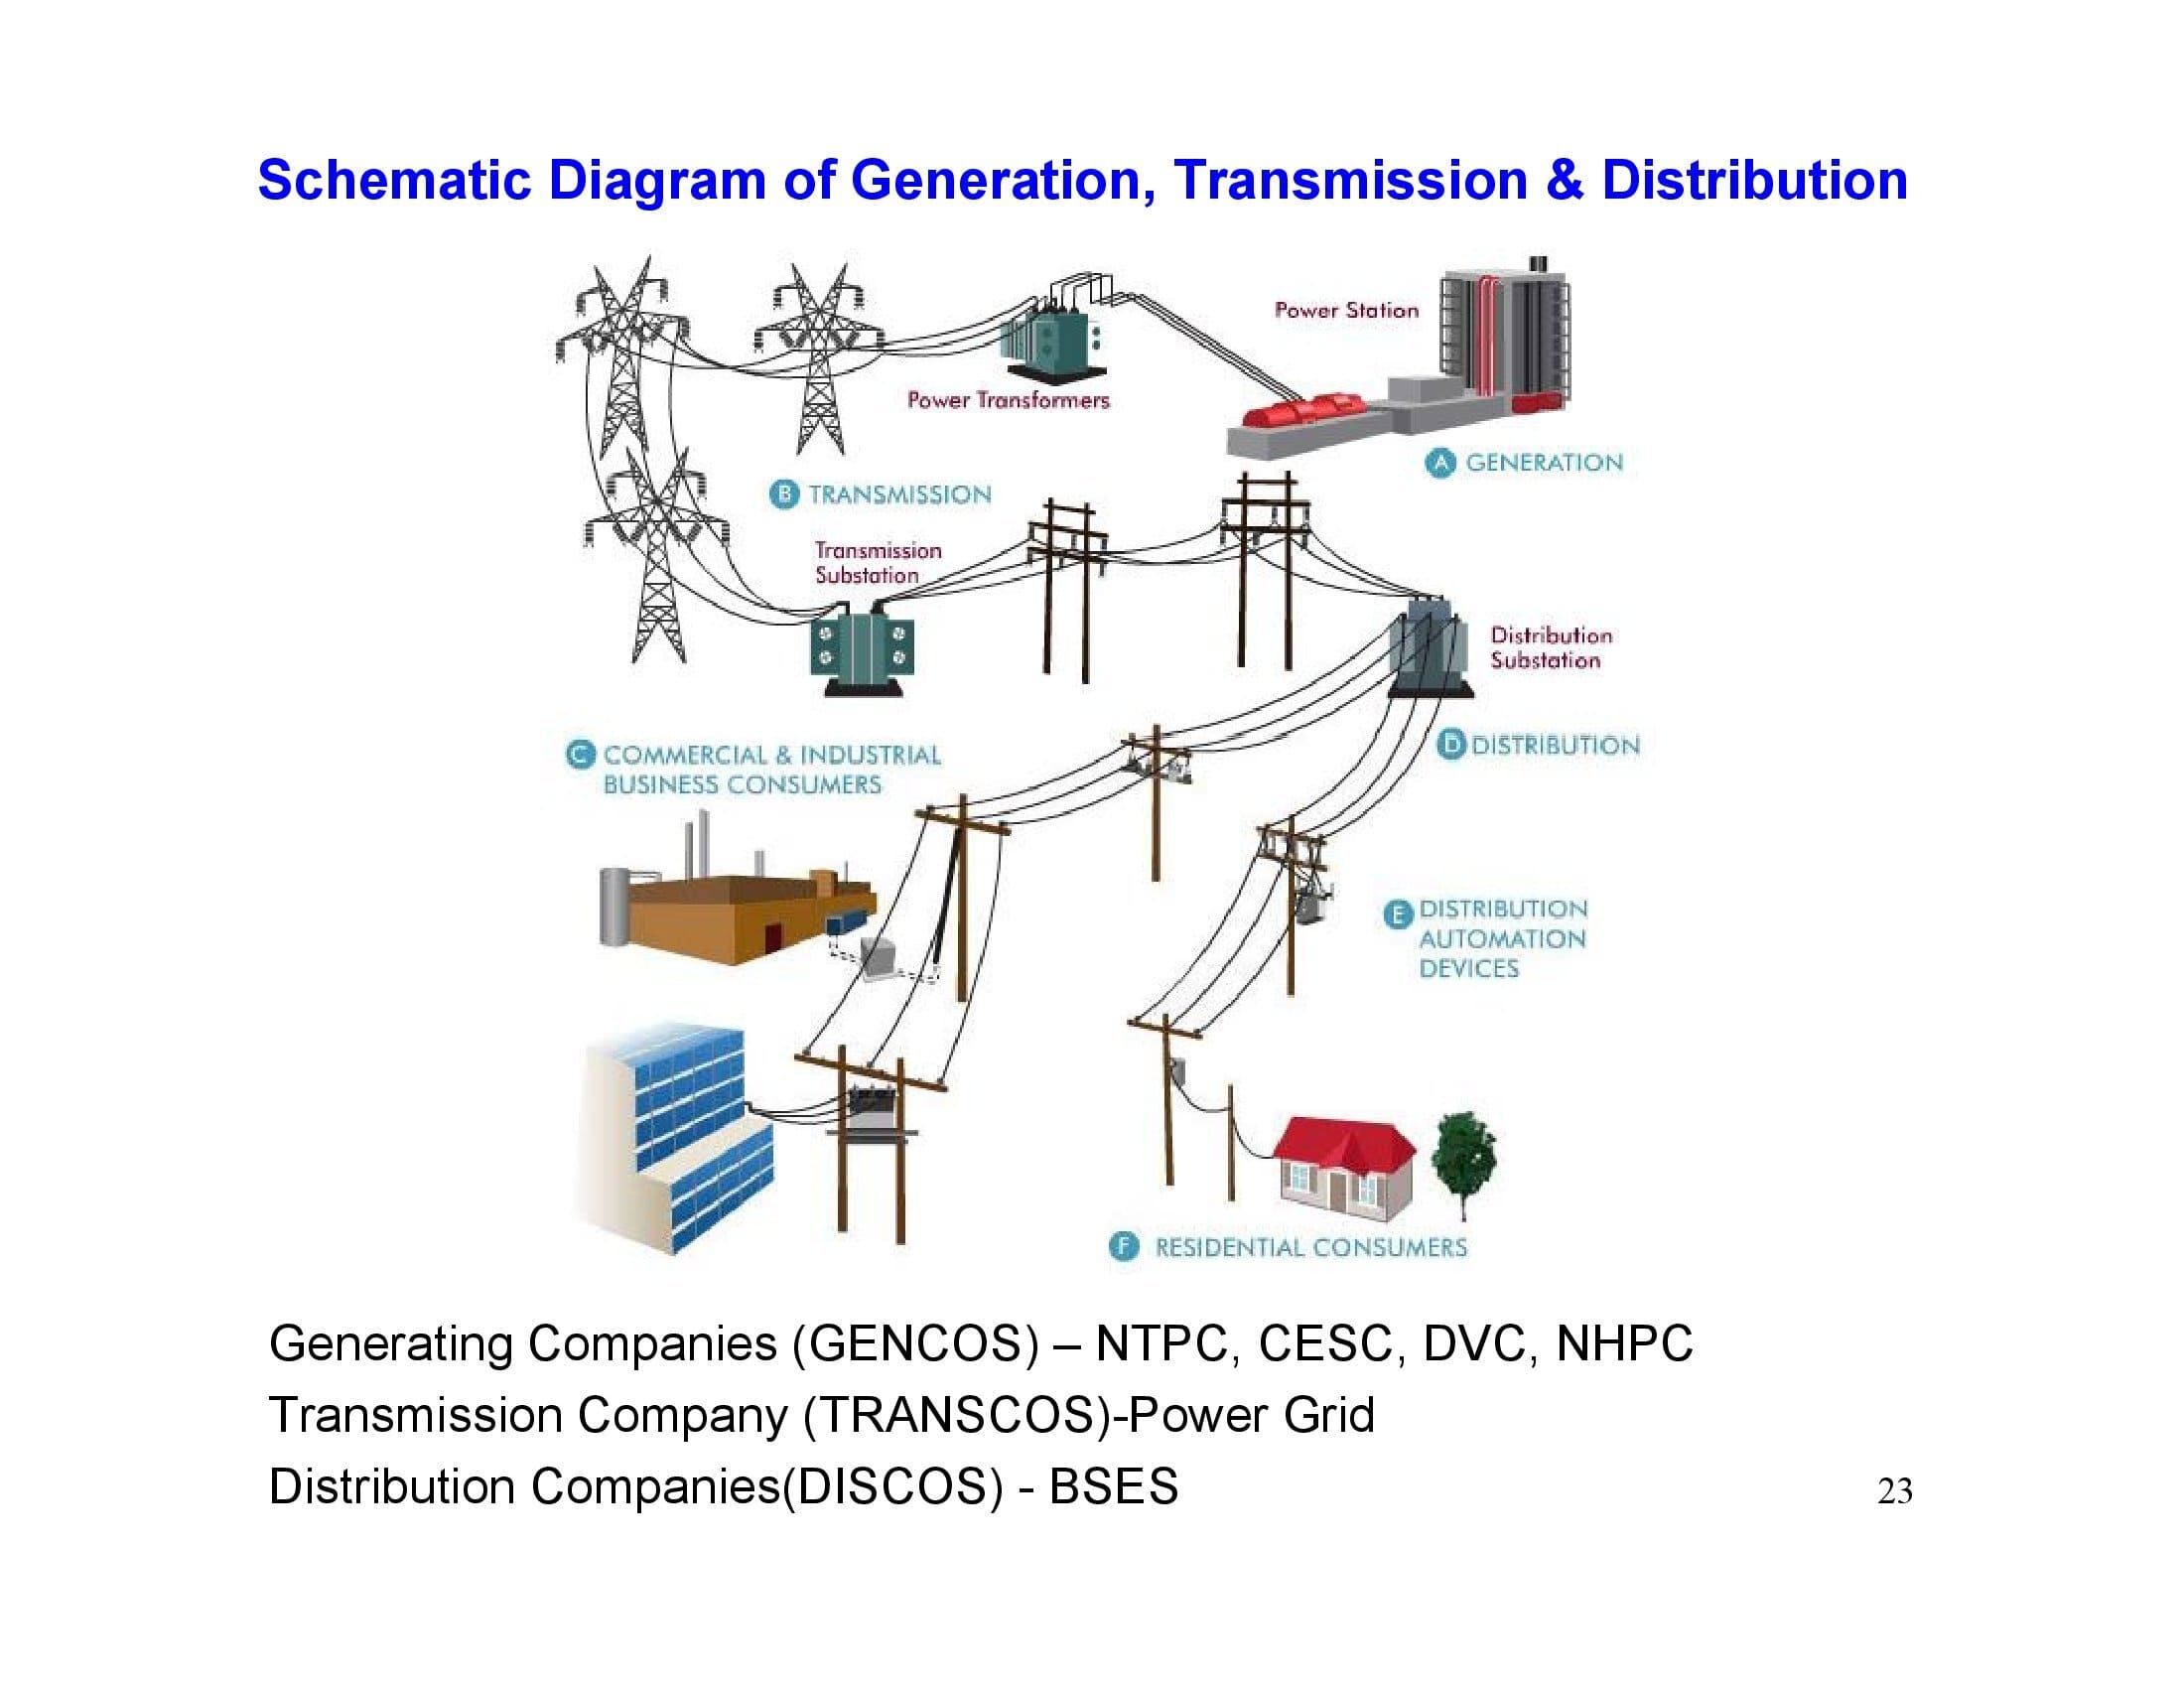 Schematic Diagram of Generation, Transmission & Distribution
Power Station
Power Transformers
A GENERATION
B TRANSMISSION
Transmission
Substation
Distribution
Substation
D DISTRIBUTION
C COMMERCIAL & INDUSTRIAL
BUSINESS CONSUMERS
E DISTRIBUTION
AUTOMATION
DEVICES
F RESIDENTIAL CONSUMERS
Generating Companies (GENCOS) – NTPC, CESC, DVC, NHPC
Transmission Company (TRANSCOS)-Power Grid
Distribution Companies(DISCOS) - BSES
23